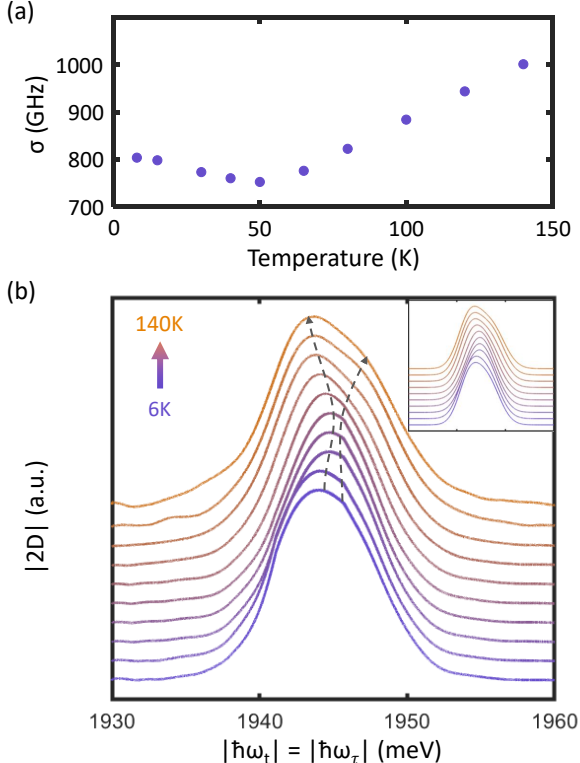 (a)
1000
900
800
700
σ (GHz)
0 50 100 150
Temperature (K)
(b)
140K
6K
|2D| (a.u.)
1930 1940 1950 1960
|ħω_t| = |ħω_τ| (meV)